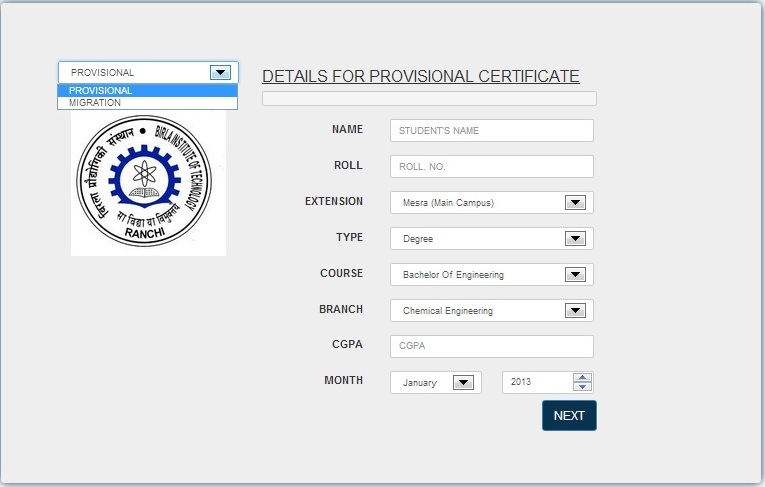 PROVISIONAL
PROVISIONAL
MIGRATION
बिरला प्रौद्योगिकी संस्थान • BIRLA INSTITUTE OF TECHNOLOGY
सा विद्या या विमुक्तये
RANCHI
DETAILS FOR PROVISIONAL CERTIFICATE
NAME STUDENT'S NAME
ROLL ROLL. NO.
EXTENSION Mesra (Main Campus)
TYPE Degree
COURSE Bachelor Of Engineering
BRANCH Chemical Engineering
CGPA CGPA
MONTH January 2013
NEXT